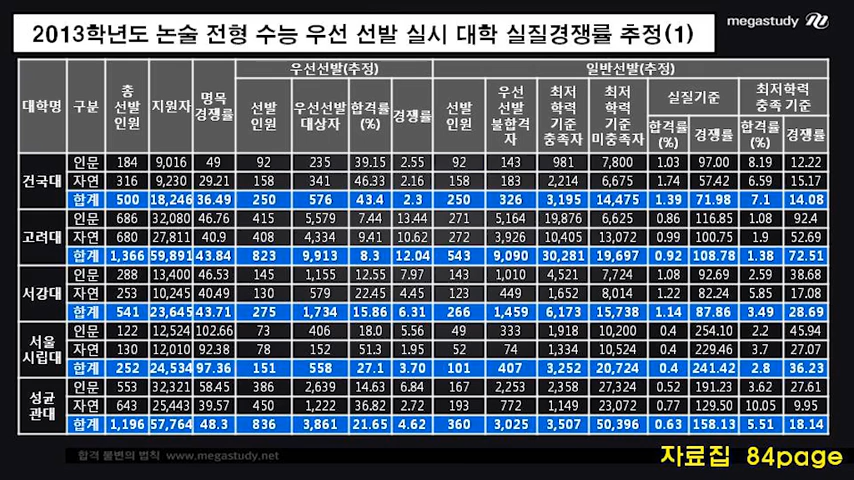 megastudy
2013학년도 논술 전형 수능 우선 선발 실시 대학 실질경쟁률 추정(1)
대학명 구분 총 선발 인원 지원자 명목 경쟁률 우선선발(추정) 일반선발(추정)
선발 인원 우선선발 대상자 합격률 (%) 경쟁률 선발 인원 우선 선발 불합격 자 최저 학력 기준 충족자 최저 학력 기준 미충족자 실질기준 최저학력 충족 기준
합격률 (%) 경쟁률 합격률 (%) 경쟁률
건국대 인문 184 9,016 49 92 235 39.15 2.55 92 143 981 7,800 1.03 97.00 8.19 12.22
자연 316 9,230 29.21 158 341 46.33 2.16 158 183 2,214 6,675 1.74 57.42 6.59 15.17
합계 500 18,246 36.49 250 576 43.4 2.3 250 326 3,195 14,475 1.39 71.98 7.1 14.08
고려대 인문 686 32,080 46.76 415 5,579 7.44 13.44 271 5,164 19,876 6,625 0.86 116.85 1.08 92.4
자연 680 27,811 40.9 408 4,334 9.41 10.62 272 3,926 10,405 13,072 0.99 100.75 1.9 52.69
합계 1,366 59,891 43.84 823 9,913 8.3 12.04 543 9,090 30,281 19,697 0.92 108.78 1.38 72.51
서강대 인문 288 13,400 46.53 145 1,155 12.55 7.97 143 1,010 4,521 7,724 1.08 92.69 2.59 38.68
자연 253 10,245 40.49 130 579 22.45 4.45 123 449 1,652 8,014 1.22 82.24 5.85 17.08
합계 541 23,645 43.71 275 1,734 15.86 6.31 266 1,459 6,173 15,738 1.14 87.86 3.49 28.69
서울 시립대 인문 122 12,524 102.66 73 406 18.0 5.56 49 333 1,918 10,200 0.4 254.10 2.2 45.94
자연 130 12,010 92.38 78 152 51.3 1.95 52 74 1,334 10,524 0.4 229.46 3.7 27.07
합계 252 24,534 97.36 151 558 27.1 3.70 101 407 3,252 20,724 0.4 241.42 2.8 36.23
성균 관대 인문 553 32,321 58.45 386 2,639 14.63 6.84 167 2,253 2,358 27,324 0.52 191.23 3.62 27.61
자연 643 25,443 39.57 450 1,222 36.82 2.72 193 772 1,149 23,072 0.77 129.50 10.05 9.95
합계 1,196 57,764 48.3 836 3,861 21.65 4.62 360 3,025 3,507 50,396 0.63 158.13 5.51 18.14
합격 불변의 법칙 www.megastudy.net
자료집 84page